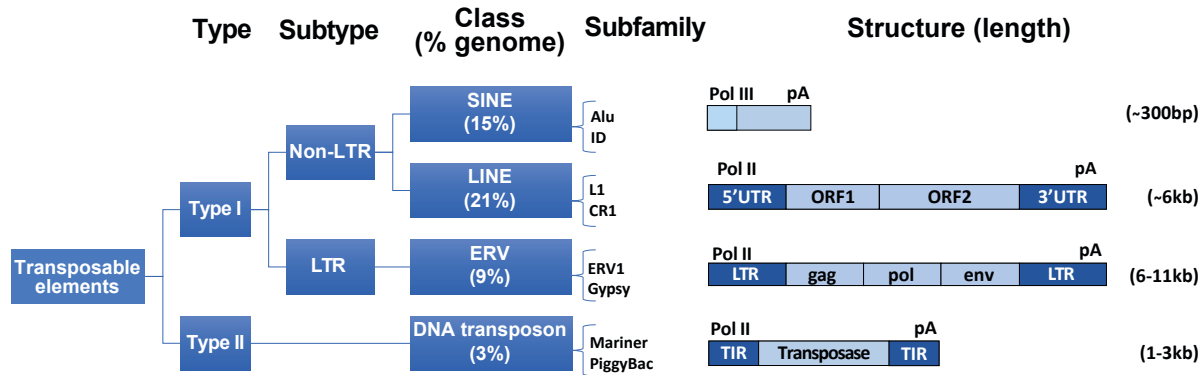 Type Subtype Class (% genome) Subfamily Structure (length)
SINE
(15%)
Alu
ID
Pol III pA
(~300bp)
Non-LTR
LINE
(21%)
L1
CR1
Pol II pA
5'UTR ORF1 ORF2 3'UTR
(~6kb)
Type I
Transposable
elements
LTR
ERV
(9%)
ERV1
Gypsy
Pol II pA
LTR gag pol env LTR
(6-11kb)
Type II
DNA transposon
(3%)
Mariner
PiggyBac
Pol II pA
TIR Transposase TIR
(1-3kb)